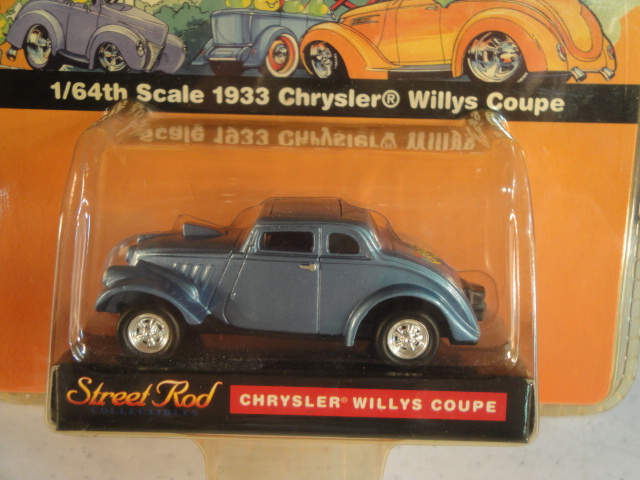 1/64th Scale 1933 Chrysler® Willys Coupe
Street Rod
COLLECTIBLES
CHRYSLER® WILLYS COUPE